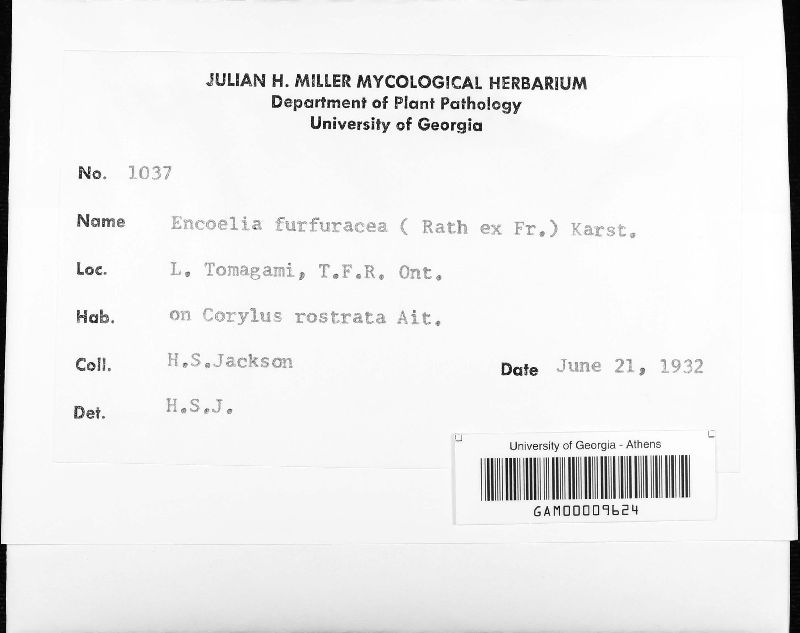 JULIAN H. MILLER MYCOLOGICAL HERBARIUM
Department of Plant Pathology
University of Georgia
No. 1037
Name Encoelia furfuracea ( Rath ex Fr.) Karst.
Loc. L. Tomagami, T.F.R. Ont.
Hab. on Corylus rostrata Ait.
Coll. H.S.Jackson Date June 21, 1932
Det. H.S.J.
University of Georgia - Athens
GAM00009624